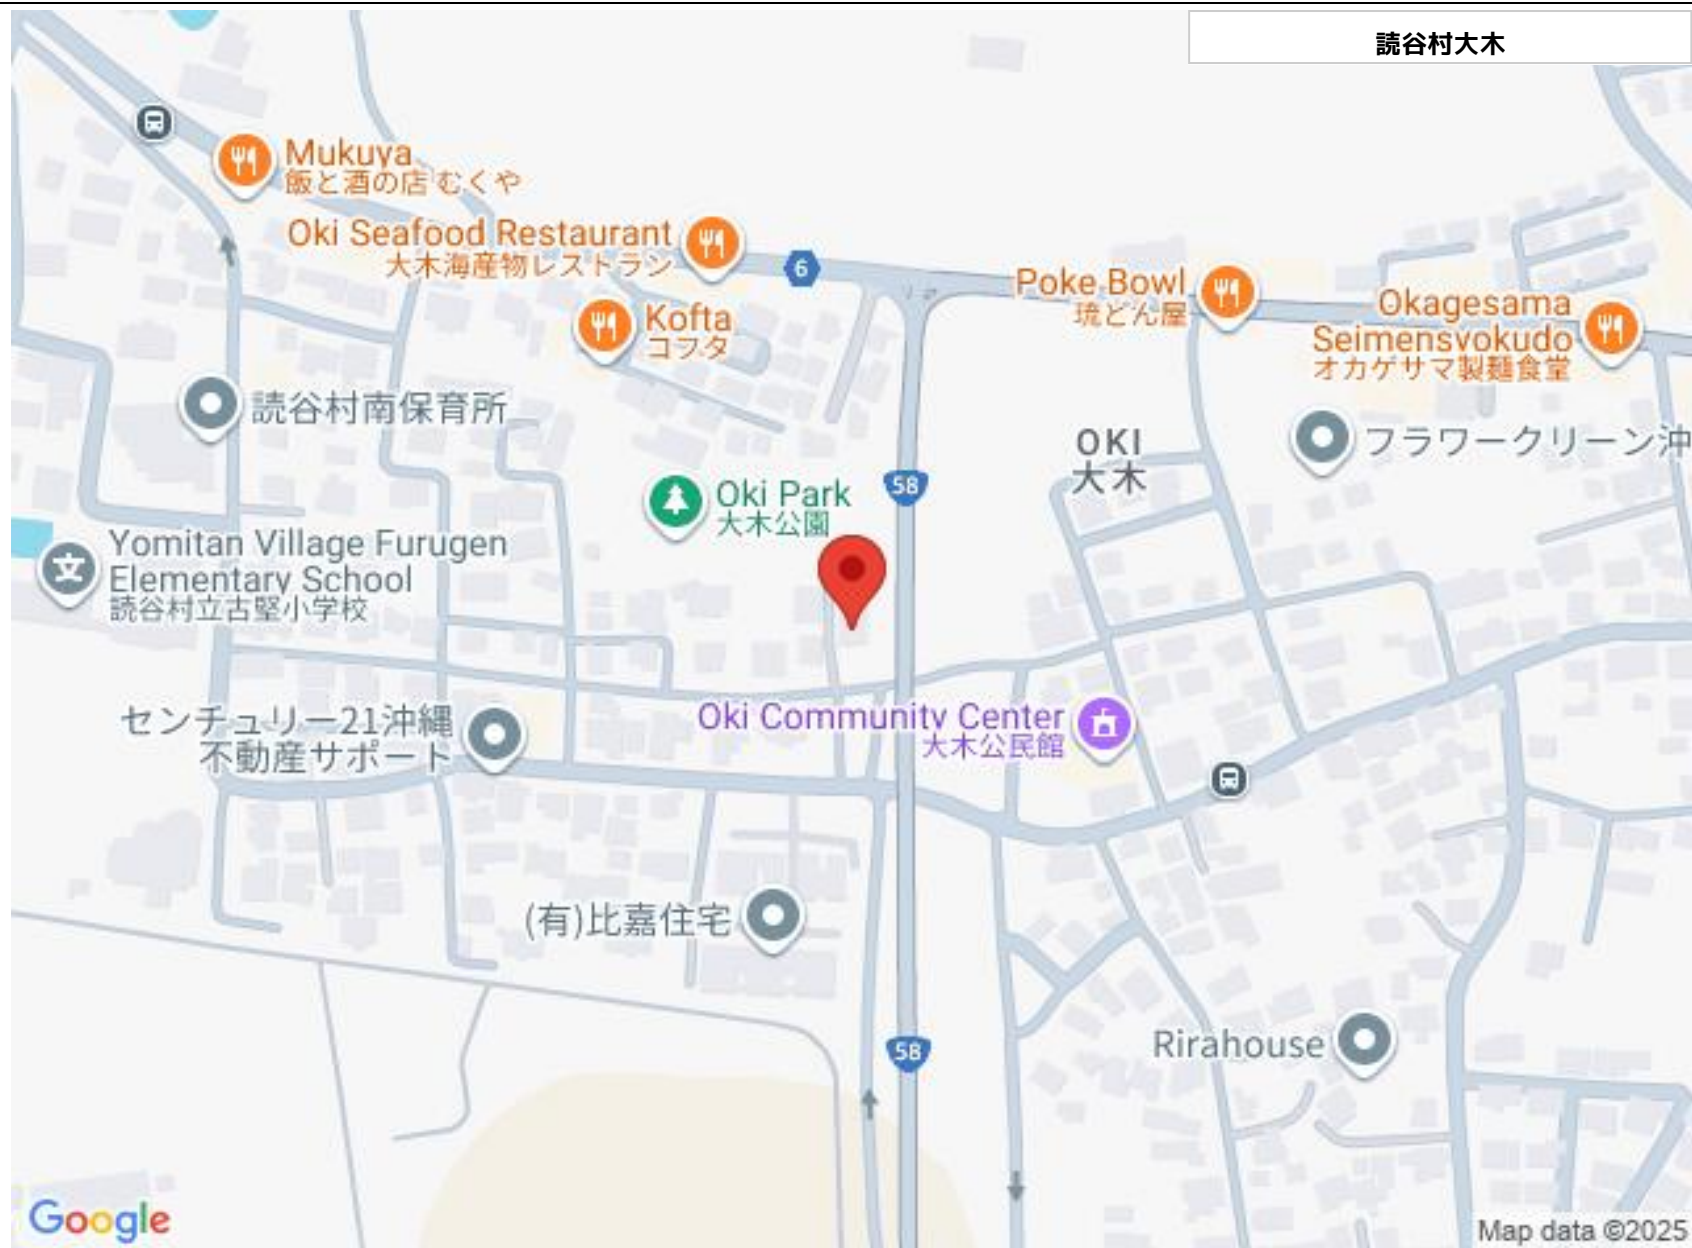 読谷村大木
Mukuya
飯と酒の店 むくや
Oki Seafood Restaurant
大木海産物レストラン
6
Poke Bowl
琉どん屋
Okagesama
Seimensyokudo
オカゲサマ製麺食堂
Kofta
コフタ
読谷村南保育所
OKI
大木
フラワークリーン沖
58
Oki Park
大木公園
Yomitan Village Furugen
Elementary School
読谷村立古堅小学校
文
センチュリー21沖縄
不動産サポート
Oki Community Center
大木公民館
(有)比嘉住宅
58
Rirahouse
Google
Map data ©2025